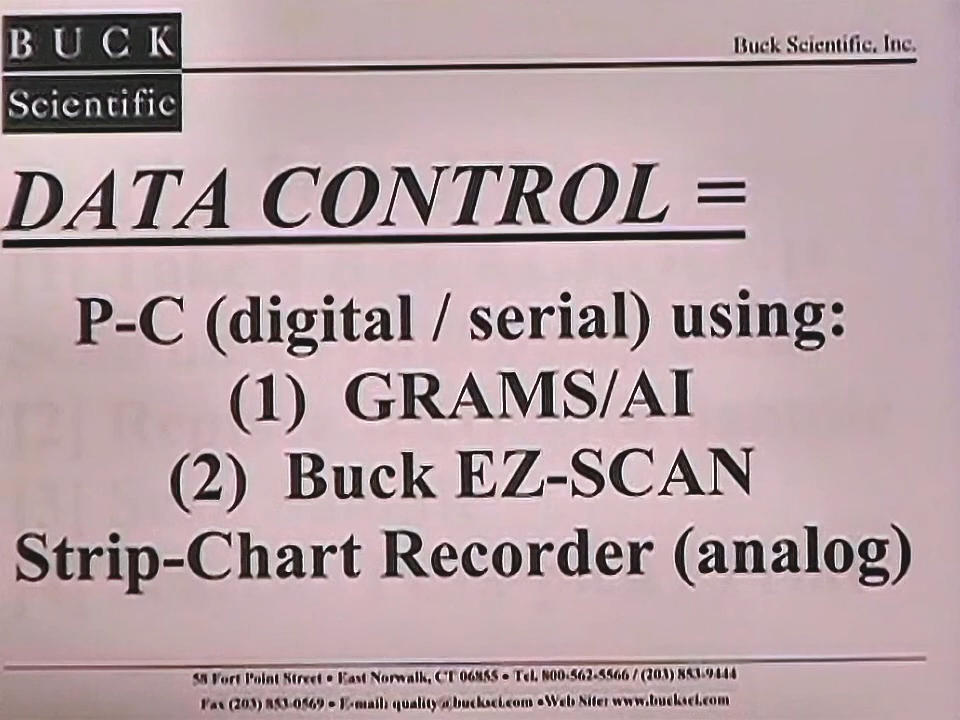 BUCK
Scientific
Buck Scientific, Inc.
DATA CONTROL =
P-C (digital / serial) using:
(1) GRAMS/AI
(2) Buck EZ-SCAN
Strip-Chart Recorder (analog)
58 Fort Point Street • East Norwalk, CT 06855 • Tel. 800-562-5566 / (203) 853-9444
Fax (203) 853-0569 • E-mail: quality@bucksci.com •Web Site: www.bucksci.com